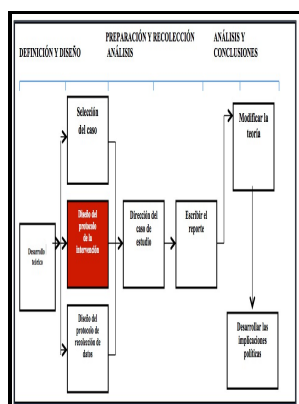 PREPARACIÓN Y RECOLECCIÓN
ANÁLISIS Y
DEFINICIÓN Y DISEÑO
ANÁLISIS
CONCLUSIONES
Selección
del caso
Modificar la
teoría
Desarrollo
teórico
Diseño del
protocolo
de la
intervención
Dirección del
caso de
estudio
Escribir el
reporte
Diseño del
protocolo de
recolección de
datos
Desarrollar las
implicaciones
políticas